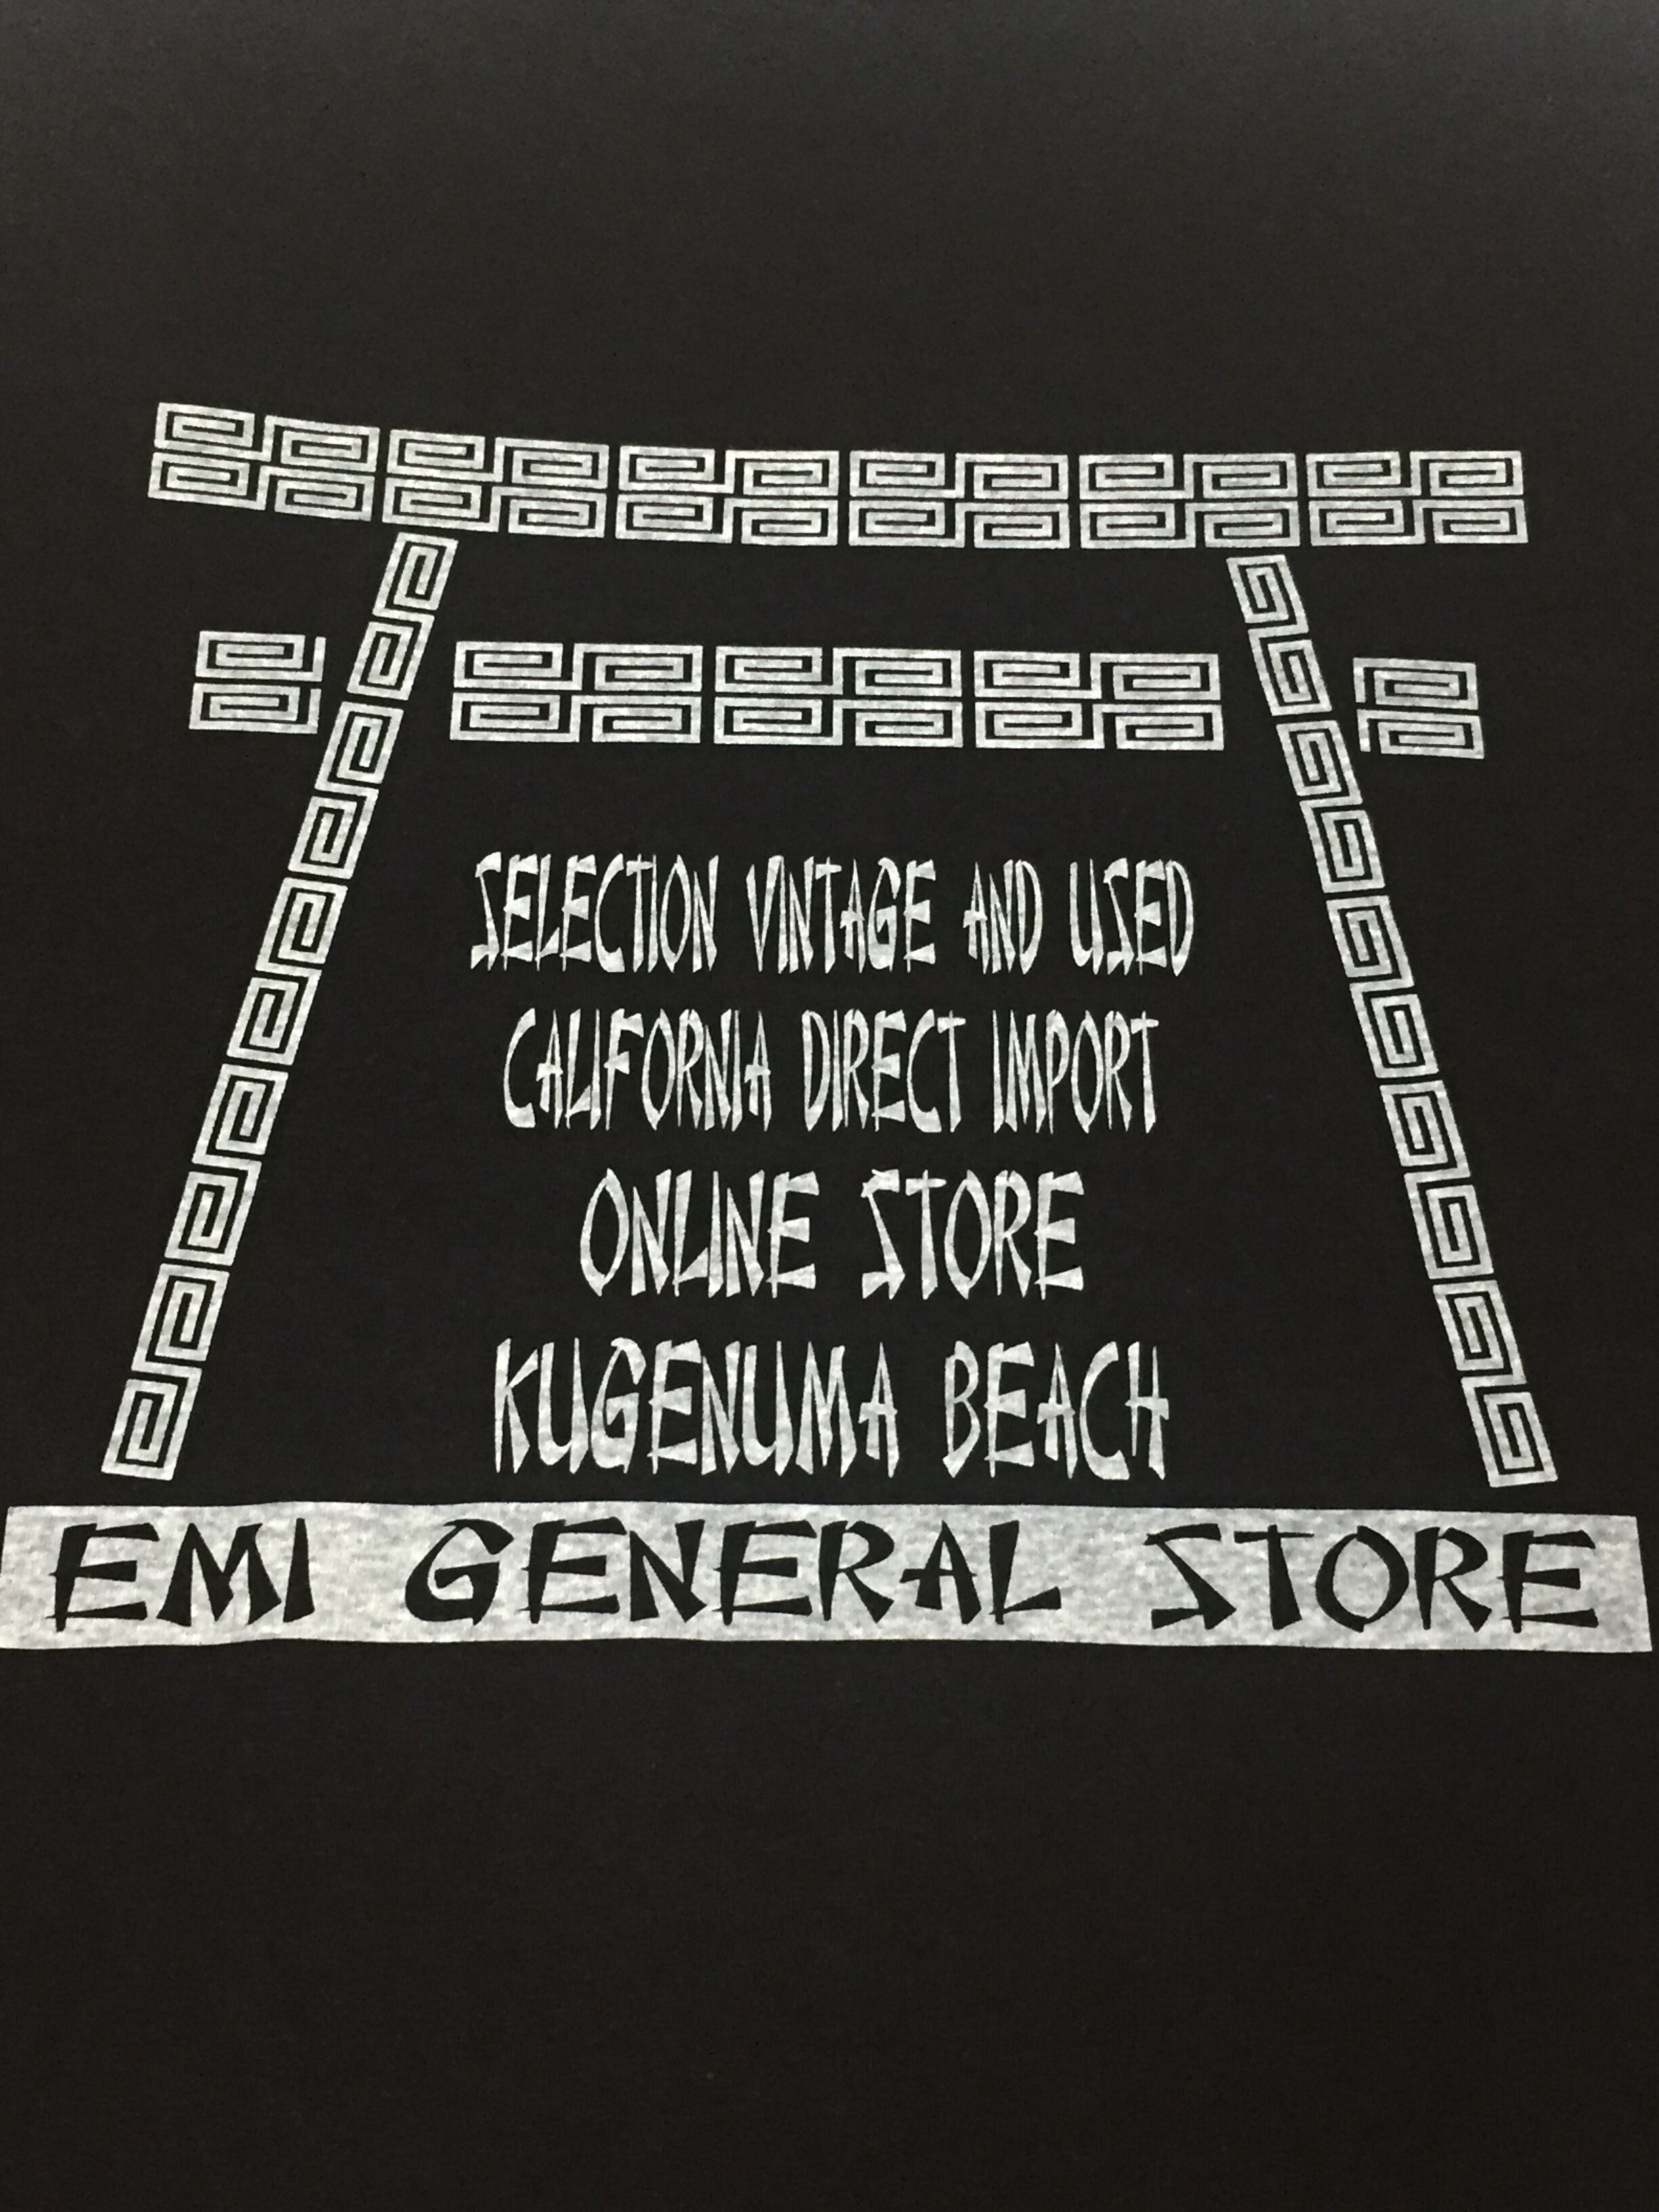 SELECTION VINTAGE AND USED
CALIFORNIA DIRECT IMPORT
ONLINE STORE
KUGENUMA BEACH
EMI GENERAL STORE